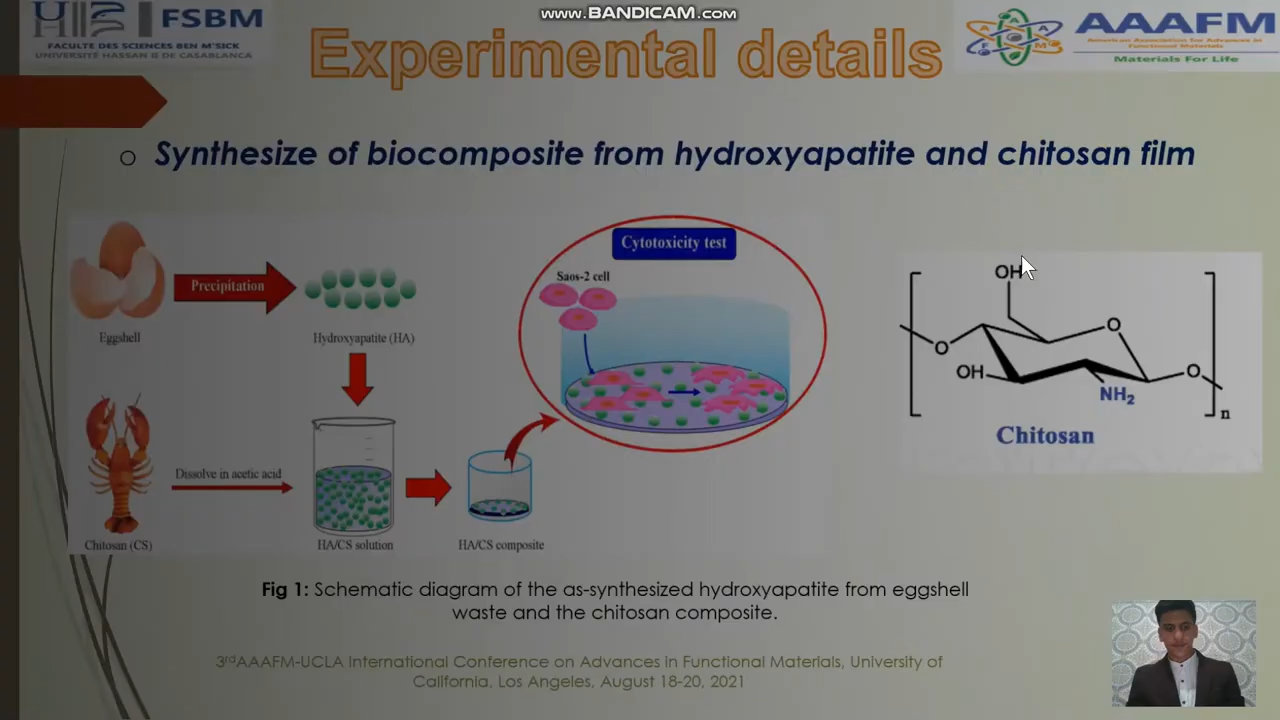 www.BANDICAM.com
FSBM
FACULTÉ DES SCIENCES BEN M'SICK
UNIVERSITÉ HASSAN II DE CASABLANCA
Experimental details
AAAFM
American Association for Advances in
Functional Materials
Materials For Life
Synthesize of biocomposite from hydroxyapatite and chitosan film
Cytotoxicity test
Saos-2 cell
Precipitation
Eggshell
Hydroxyapatite (HA)
Dissolve in acetic acid
Chitosan (CS)
HA/CS solution
HA/CS composite
OH
O
O
OH
O
NH2
n
Chitosan
Fig 1: Schematic diagram of the as-synthesized hydroxyapatite from eggshell
waste and the chitosan composite.
3rdAAAFM-UCLA International Conference on Advances in Functional Materials, University of
California, Los Angeles, August 18-20, 2021